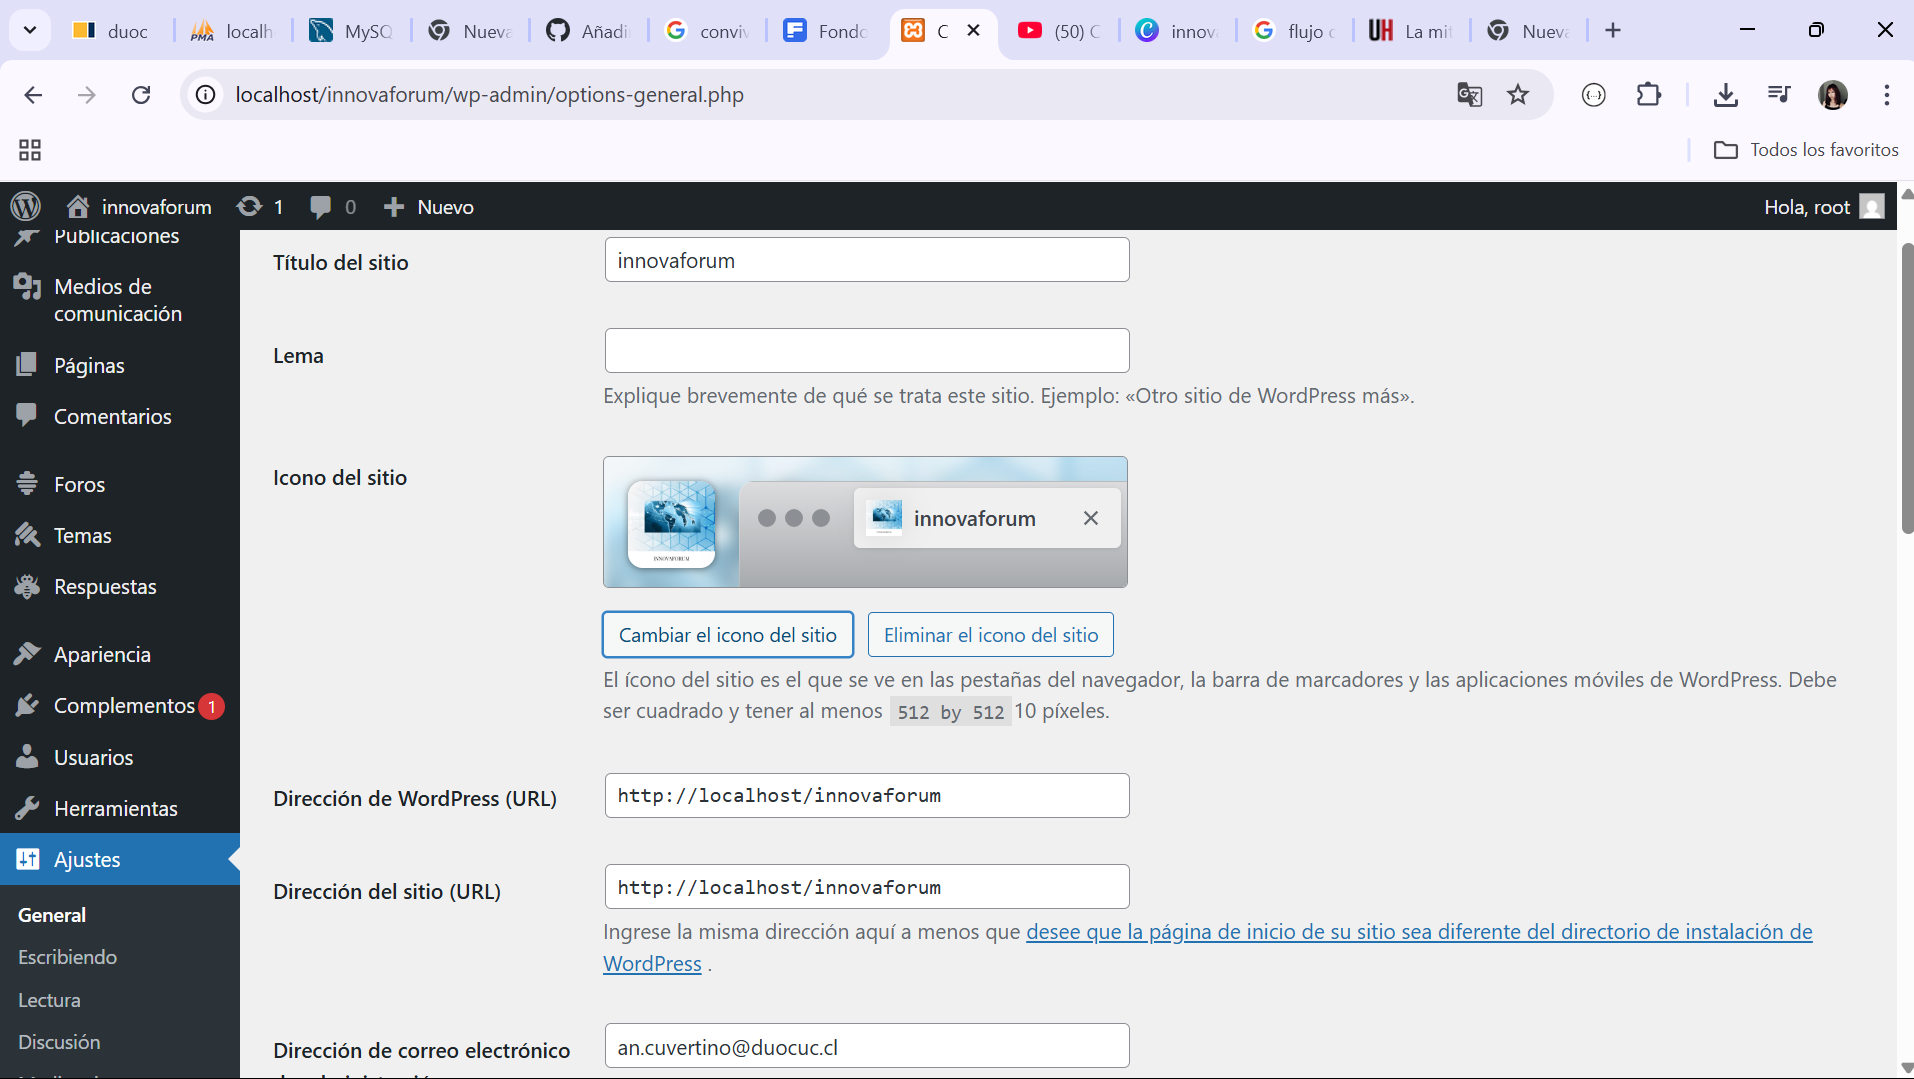 duoc
localh
MySQ
Nueva
Añadi
conviv
Fondo
C
(50) C
innova
flujo
La mit
Nueva
localhost/innovaforum/wp-admin/options-general.php
Todos los favoritos
innovaforum
1
0
Nuevo
Hola, root
Publicaciones
Medios de
comunicación
Páginas
Comentarios
Foros
Temas
Respuestas
Apariencia
Complementos 1
Usuarios
Herramientas
Ajustes
General
Escribiendo
Lectura
Discusión
Título del sitio
innovaforum
Lema
Explique brevemente de qué se trata este sitio. Ejemplo: «Otro sitio de WordPress más».
Icono del sitio
INNOVAFORUM
innovaforum
Cambiar el icono del sitio
Eliminar el icono del sitio
El ícono del sitio es el que se ve en las pestañas del navegador, la barra de marcadores y las aplicaciones móviles de WordPress. Debe
ser cuadrado y tener al menos 512 by 512 10 píxeles.
Dirección de WordPress (URL)
http://localhost/innovaforum
Dirección del sitio (URL)
http://localhost/innovaforum
Ingrese la misma dirección aquí a menos que desee que la página de inicio de su sitio sea diferente del directorio de instalación de
WordPress .
Dirección de correo electrónico
an.cuvertino@duocuc.cl